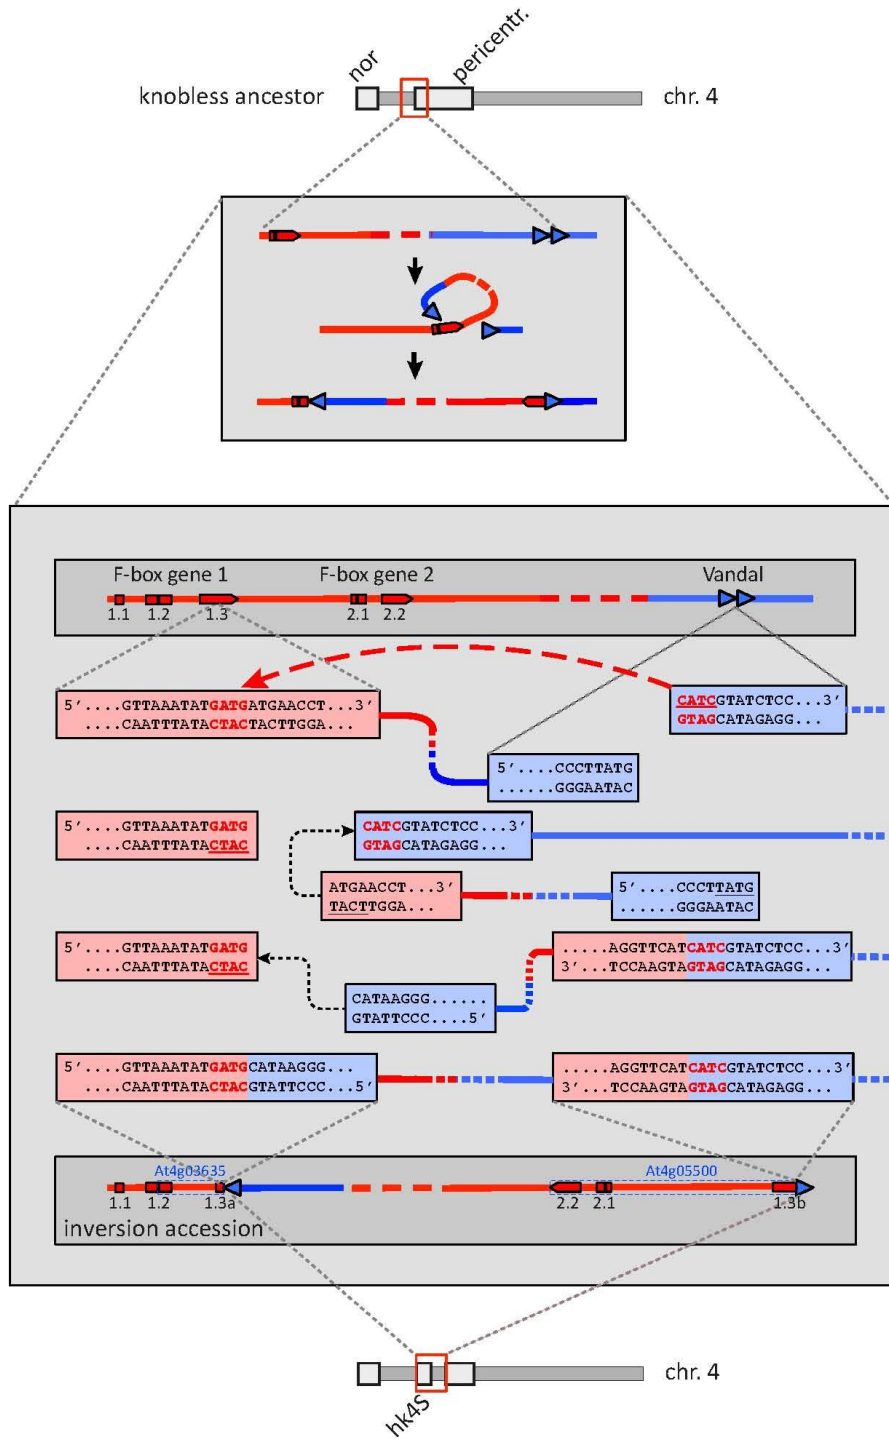 nor
pericentr.
knobless ancestor
chr. 4
F-box gene 1
F-box gene 2
Vandal
1.1
1.2
1.3
2.1
2.2
5′....GTTAAATATGATGATGAACCT...3′
.....CAATTTATACTACTACTTGGA...
CATCGTATCTCC...3′
GTAGCATAGAGG...
5′....CCCTTATG
......GGGAATAC
5′....GTTAAATATGATG
.....CAATTTATACTAC
CATCGTATCTCC...3′
GTAGCATAGAGG...
ATGAACCT...3′
TACTTGGA...
5′....CCCTTATG
......GGGAATAC
5′....GTTAAATATGATG
.....CAATTTATACTAC
.....AGGTTCATCATCGTATCTCC...3′
3′...TCCAAGTAGTAGCATAGAGG...
CATAAGGG......
GTATTCCC....5′
5′....GTTAAATATGATGCATAAGGG...
.....CAATTTATACTACGTATTCCC...5′
.....AGGTTCATCATCGTATCTCC...3′
3′...TCCAAGTAGTAGCATAGAGG...
At4g03635
At4g05500
1.1
1.2
1.3a
2.2
2.1
1.3b
inversion accession
chr. 4
hk4S